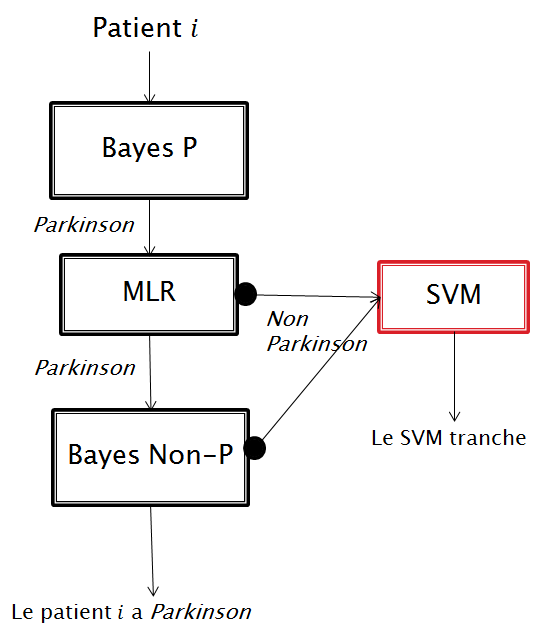 Patient i
Bayes P
Parkinson
MLR
SVM
Non
Parkinson
Parkinson
Bayes Non-P
Le SVM tranche
Le patient i a Parkinson